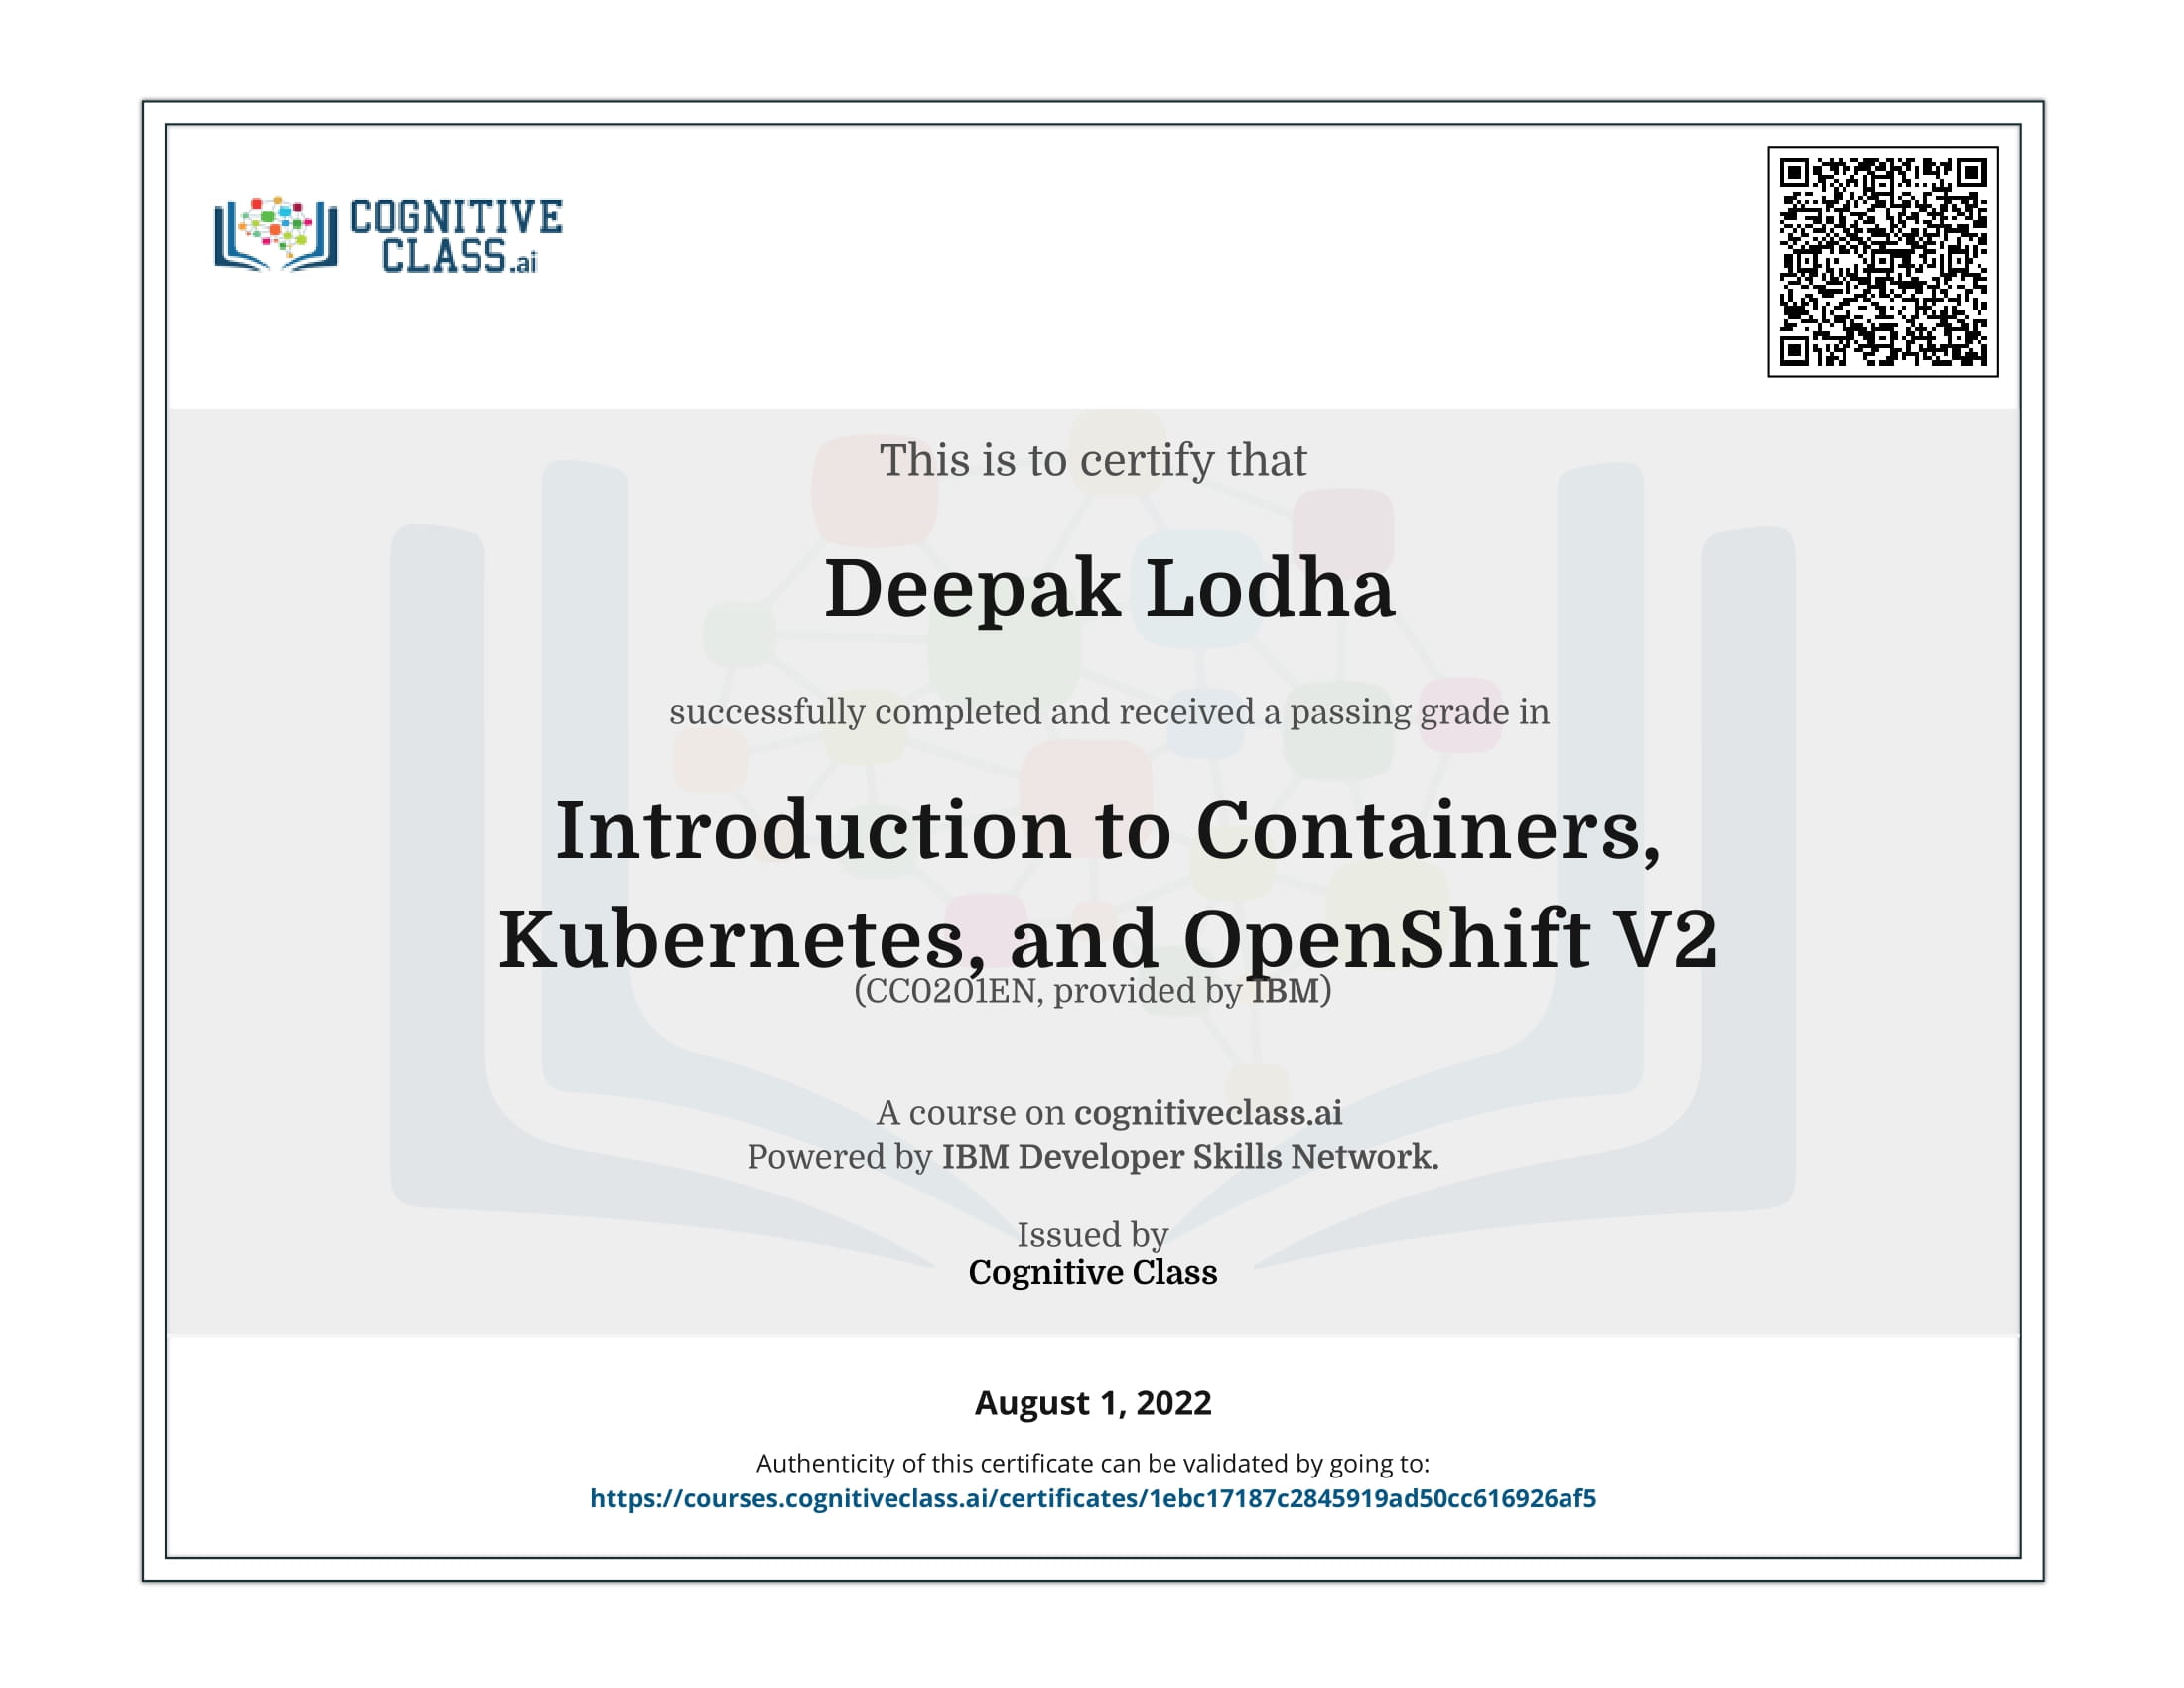 COGNITIVE
CLASS.ai
This is to certify that
Deepak Lodha
successfully completed and received a passing grade in
Introduction to Containers,
Kubernetes, and OpenShift V2
(CC0201EN, provided by IBM)
A course on cognitiveclass.ai
Powered by IBM Developer Skills Network.
Issued by
Cognitive Class
August 1, 2022
Authenticity of this certificate can be validated by going to:
https://courses.cognitiveclass.ai/certificates/1ebc17187c2845919ad50cc616926af5